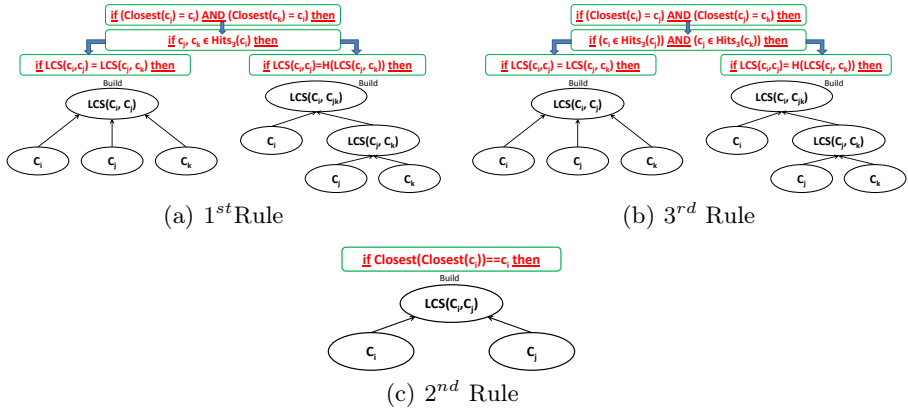 if (Closest(cⱼ) = cᵢ) AND (Closest(cₖ) = cᵢ) then
if cⱼ, cₖ ϵ Hits₃(cᵢ) then
if LCS(cᵢ,cⱼ) = LCS(cⱼ, cₖ) then
if LCS(cᵢ,cⱼ)=H(LCS(cⱼ, cₖ)) then
Build
LCS(Cᵢ, Cⱼ)
Cᵢ
Cⱼ
Cₖ
Build
LCS(Cᵢ, Cⱼₖ)
Cᵢ
LCS(Cⱼ, Cₖ)
Cⱼ
Cₖ
(a) 1ˢᵗRule
if (Closest(cᵢ) = cⱼ) AND (Closest(cⱼ) = cₖ) then
if (cᵢ ϵ Hits₃(cⱼ)) AND (cⱼ ϵ Hits₃(cₖ)) then
if LCS(cᵢ,cⱼ) = LCS(cⱼ, cₖ) then
if LCS(cᵢ,cⱼ)= H(LCS(cⱼ, cₖ)) then
Build
LCS(Cᵢ, Cⱼ)
Cᵢ
Cⱼ
Cₖ
Build
LCS(Cᵢ, Cⱼₖ)
Cᵢ
LCS(Cⱼ, Cₖ)
Cⱼ
Cₖ
(b) 3ʳᵈ Rule
if Closest(Closest(cᵢ))==cᵢ then
Build
LCS(Cᵢ,Cⱼ)
Cᵢ
Cⱼ
(c) 2ⁿᵈ Rule